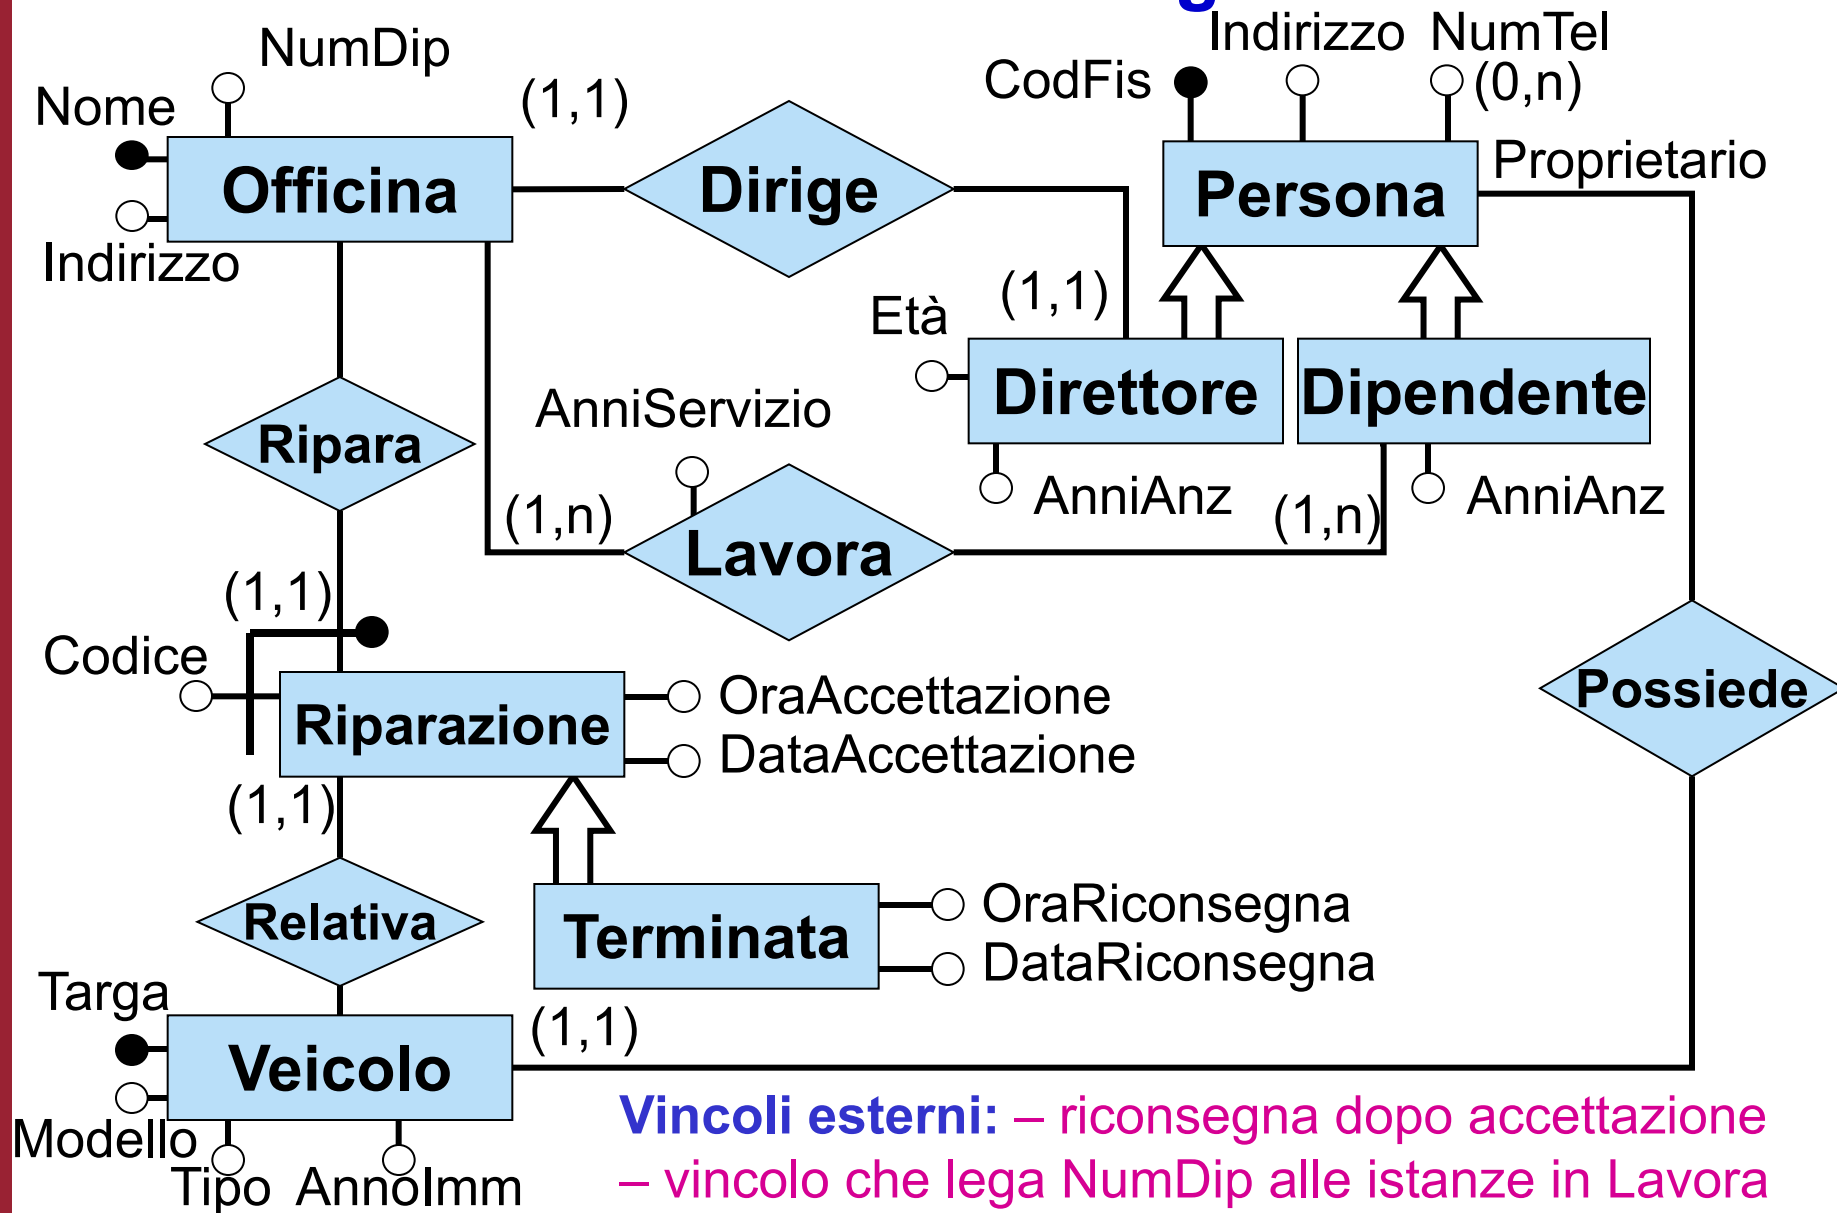 Indirizzo NumTel
NumDip
CodFis
(0,n)
Nome
(1,1)
Officina
Dirige
Persona
Proprietario
Indirizzo
(1,1)
Età
Direttore
Dipendente
AnniServizio
Ripara
AnniAnz
AnniAnz
(1,n)
(1,n)
Lavora
(1,1)
Codice
OraAccettazione
Riparazione
DataAccettazione
Possiede
(1,1)
Relativa
OraRiconsegna
Terminata
DataRiconsegna
Targa
(1,1)
Veicolo
Modello
Tipo
AnnoImm
Vincoli esterni: – riconsegna dopo accettazione
– vincolo che lega NumDip alle istanze in Lavora